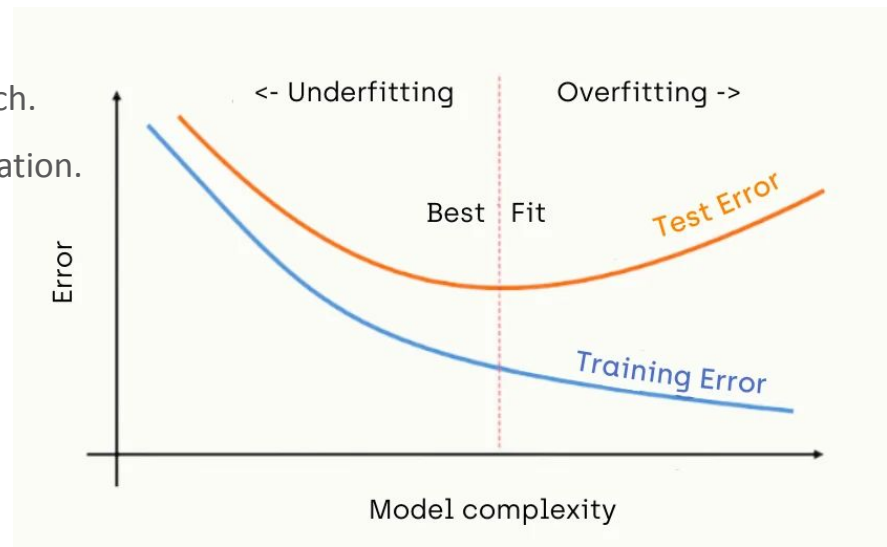 <- Underfitting
Overfitting ->
ch.
ation.
Best Fit
Test Error
Error
Training Error
Model complexity